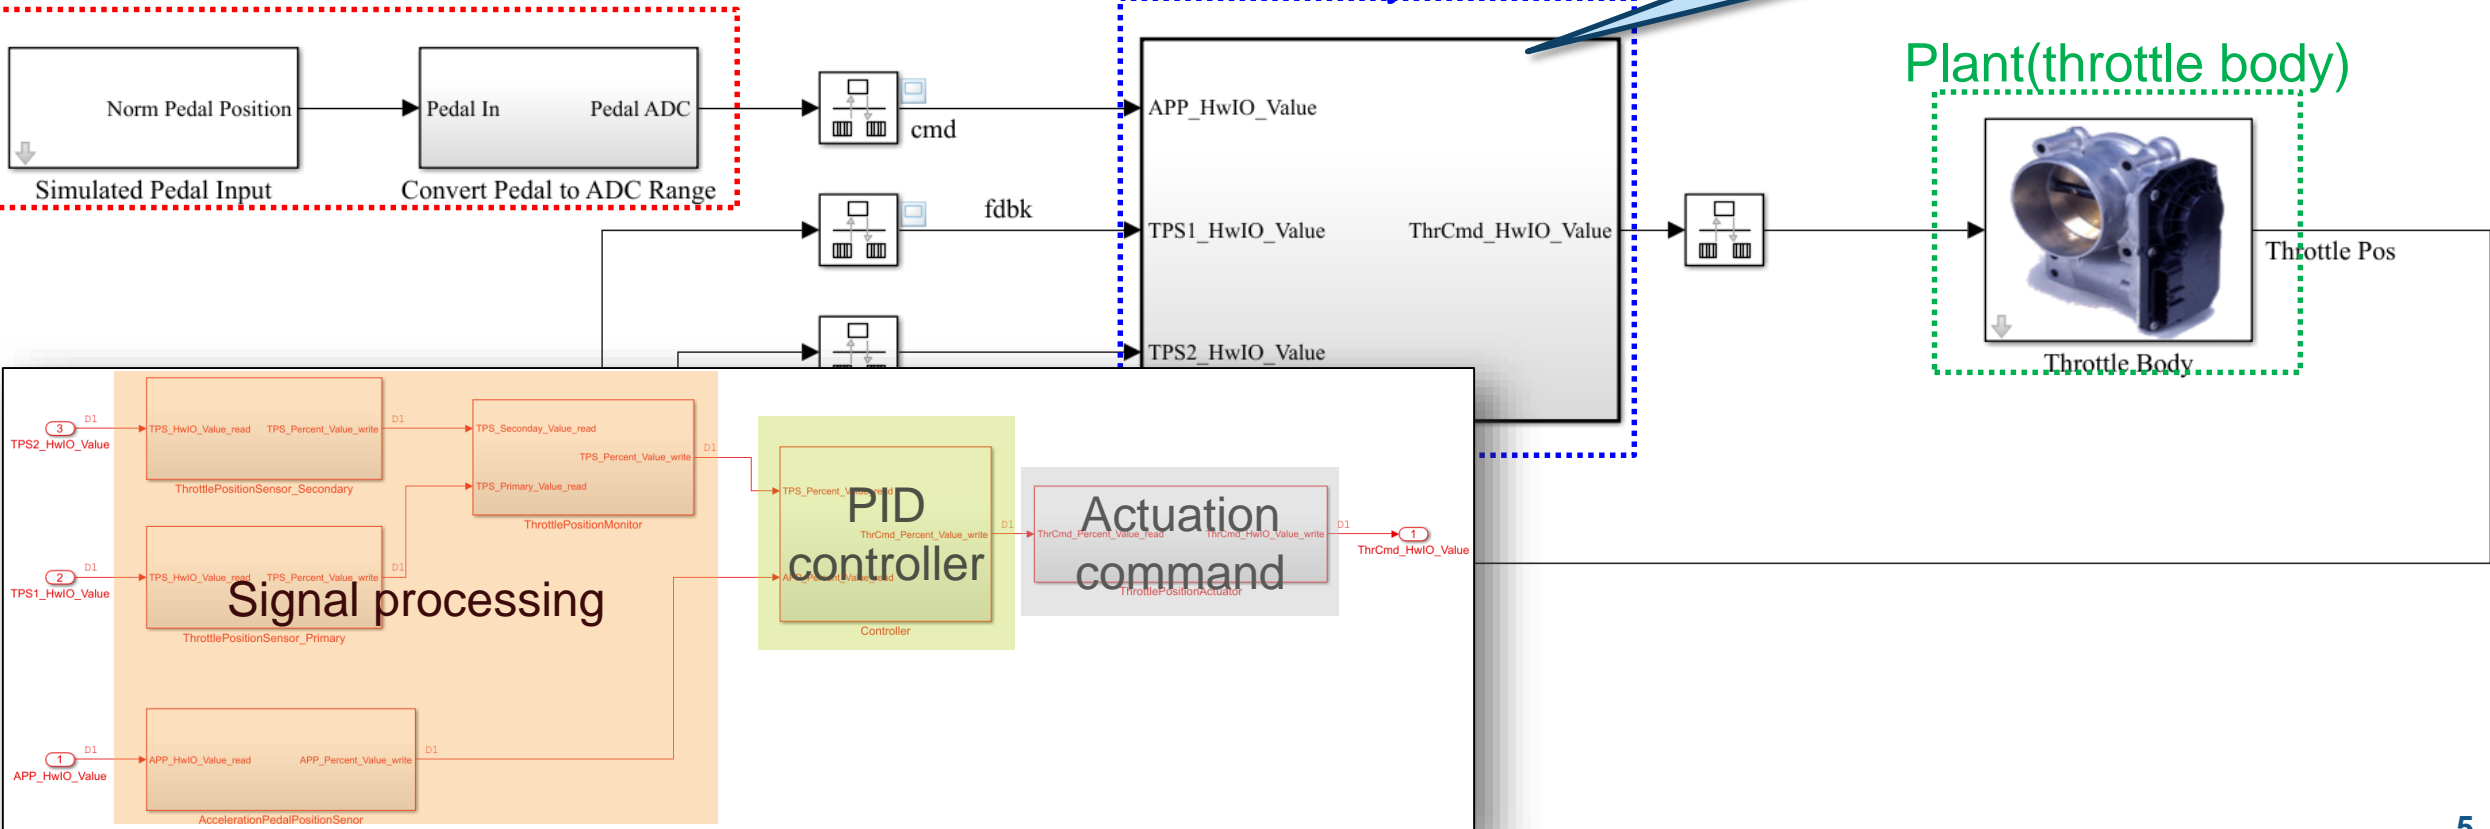 Plant(throttle body)
Norm Pedal Position
Simulated Pedal Input
Pedal In
Pedal ADC
Convert Pedal to ADC Range
cmd
fdbk
APP_HwIO_Value
TPS1_HwIO_Value
TPS2_HwIO_Value
ThrCmd_HwIO_Value
Throttle Pos
Throttle Body
3
TPS2_HwIO_Value
D1
TPS_HwIO_Value_read
TPS_Percent_Value_write
D1
ThrottlePositionSensor_Secondary
TPS_Seconday_Value_read
TPS_Percent_Value_write
TPS_Primary_Value_read
D1
ThrottlePositionMonitor
2
TPS1_HwIO_Value
D1
TPS_HwIO_Value_read
TPS_Percent_Value_write
D1
ThrottlePositionSensor_Primary
Signal processing
1
APP_HwIO_Value
D1
APP_HwIO_Value_read
APP_Percent_Value_write
D1
AccelerationPedalPositionSenor
TPS_Percent_Value_read
ThrCmd_Percent_Value_write
APP_Percent_Value_read
PID
controller
Controller
D1
ThrCmd_Percent_Value_read
ThrCmd_HwIO_Value_write
Actuation
command
ThrottlePositionActuator
D1
1
ThrCmd_HwIO_Value
5